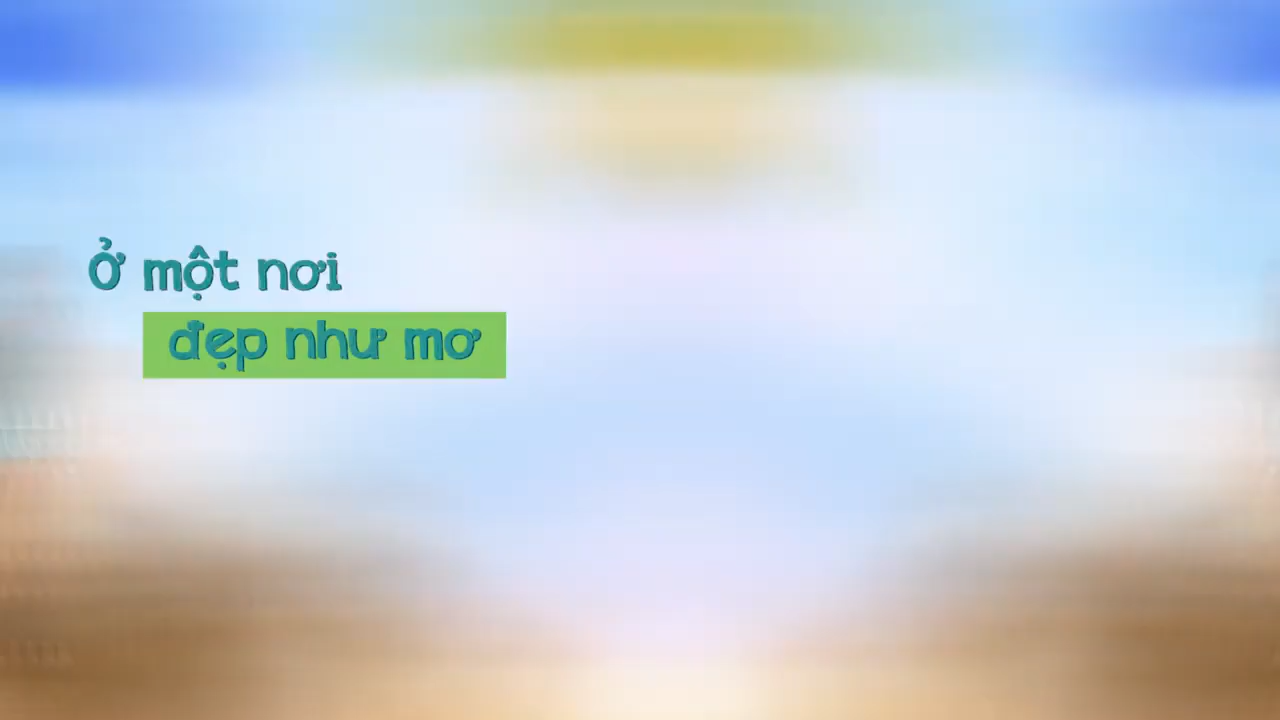 Ở một nơi
đẹp như mơ